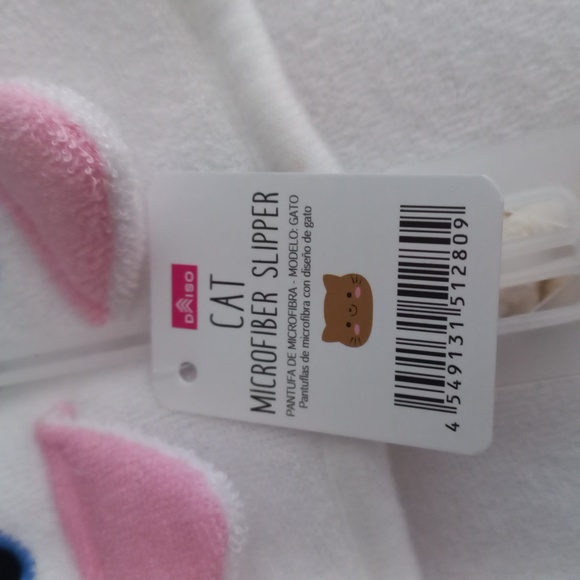 DAISO
CAT
MICROFIBER SLIPPER
PANTUFA DE MICROFIBRA - MODELO: GATO
Pantuflas de microfibra con diseño de gato
4 549131 512809